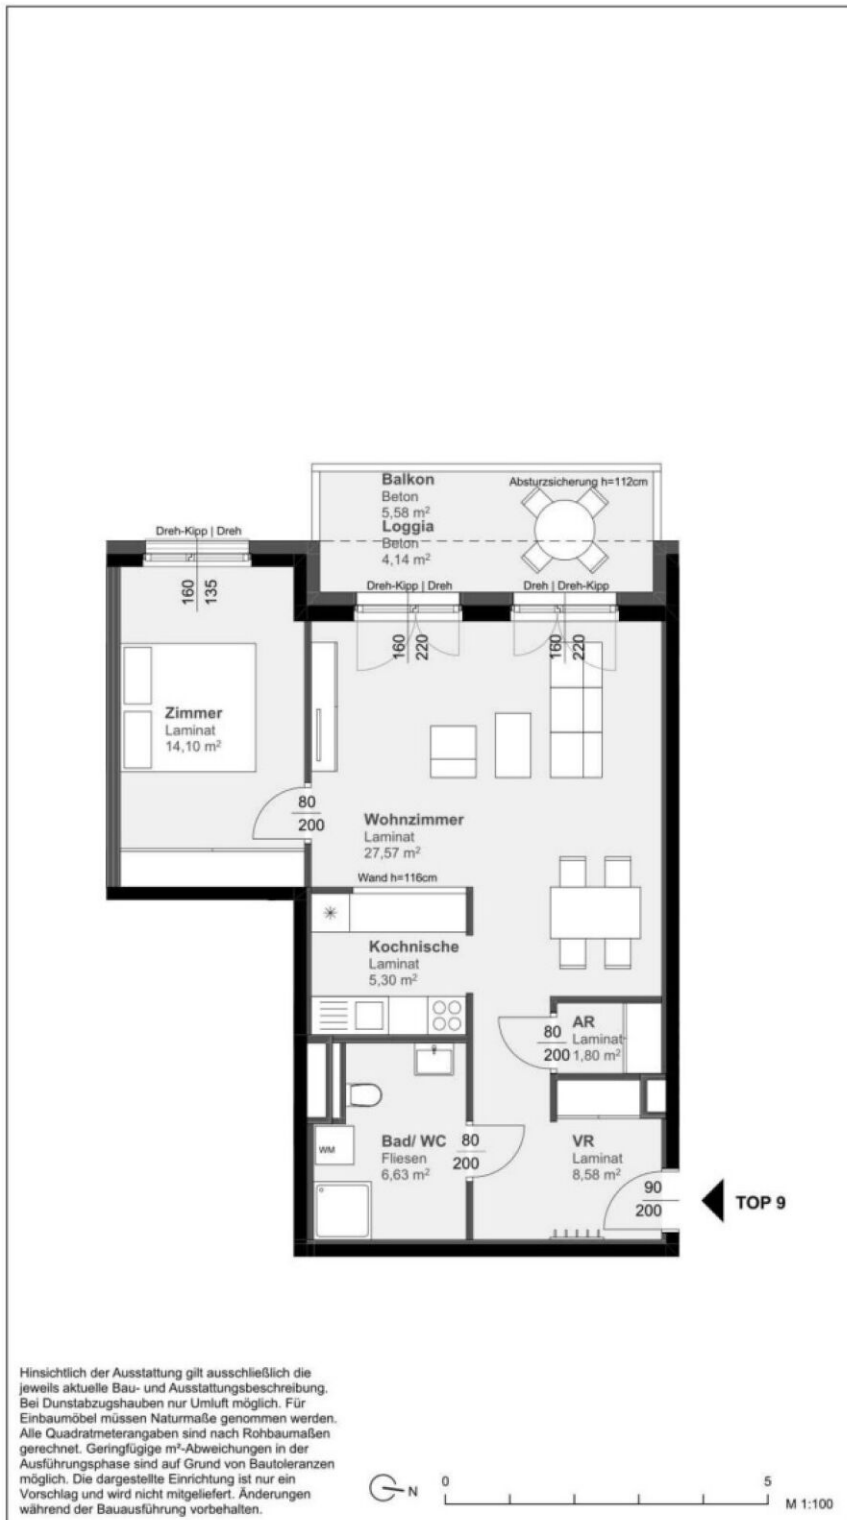 Balkon
Beton
5,58 m²
Absturzsicherung h=112cm
Loggia
Beton
4,14 m²
Dreh-Kipp | Dreh
160
135
Dreh-Kipp | Dreh
Dreh | Dreh-Kipp
160
220
160
220
Zimmer
Laminat
14,10 m²
80
200
Wohnzimmer
Laminat
27,57 m²
Wand h=116cm
Kochnische
Laminat
5,30 m²
AR
Laminat
1,80 m²
80
200
Bad/ WC
Fliesen
6,63 m²
WM
80
200
VR
Laminat
8,58 m²
90
200
TOP 9
Hinsichtlich der Ausstattung gilt ausschließlich die
jeweils aktuelle Bau- und Ausstattungsbeschreibung.
Bei Dunstabzugshauben nur Umluft möglich. Für
Einbaumöbel müssen Naturmaße genommen werden.
Alle Quadratmeterangaben sind nach Rohbaumaßen
gerechnet. Geringfügige m²-Abweichungen in der
Ausführungsphase sind auf Grund von Bautoleranzen
möglich. Die dargestellte Einrichtung ist nur ein
Vorschlag und wird nicht mitgeliefert. Änderungen
während der Bauausführung vorbehalten.
N
0
5
M 1:100